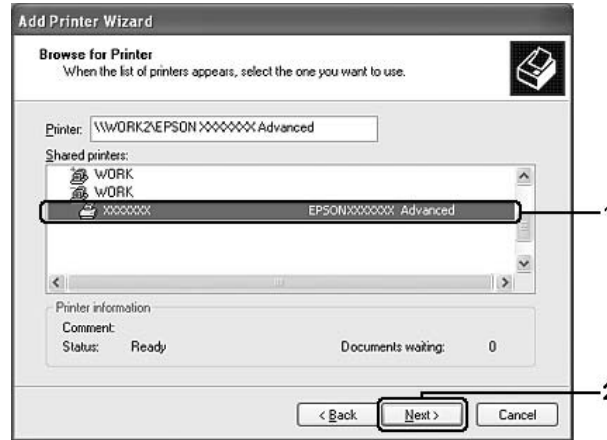 Add Printer Wizard
Browse for Printer
When the list of printers appears, select the one you want to use.
Printer: \\WORK2\EPSON XXXXXXX Advanced
Shared printers:
WORK
WORK
XXXXXXX EPSONXXXXXX Advanced
1
Printer information
Comment:
Status: Ready Documents waiting: 0
2
< Back Next > Cancel